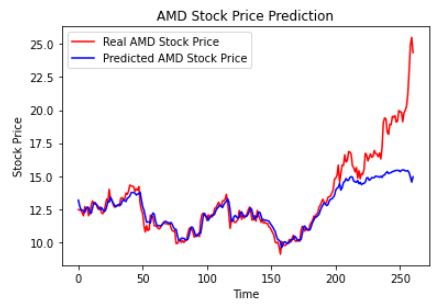 AMD Stock Price Prediction
Real AMD Stock Price
Predicted AMD Stock Price
Stock Price
25.0
22.5
20.0
17.5
15.0
12.5
10.0
0 50 100 150 200 250
Time